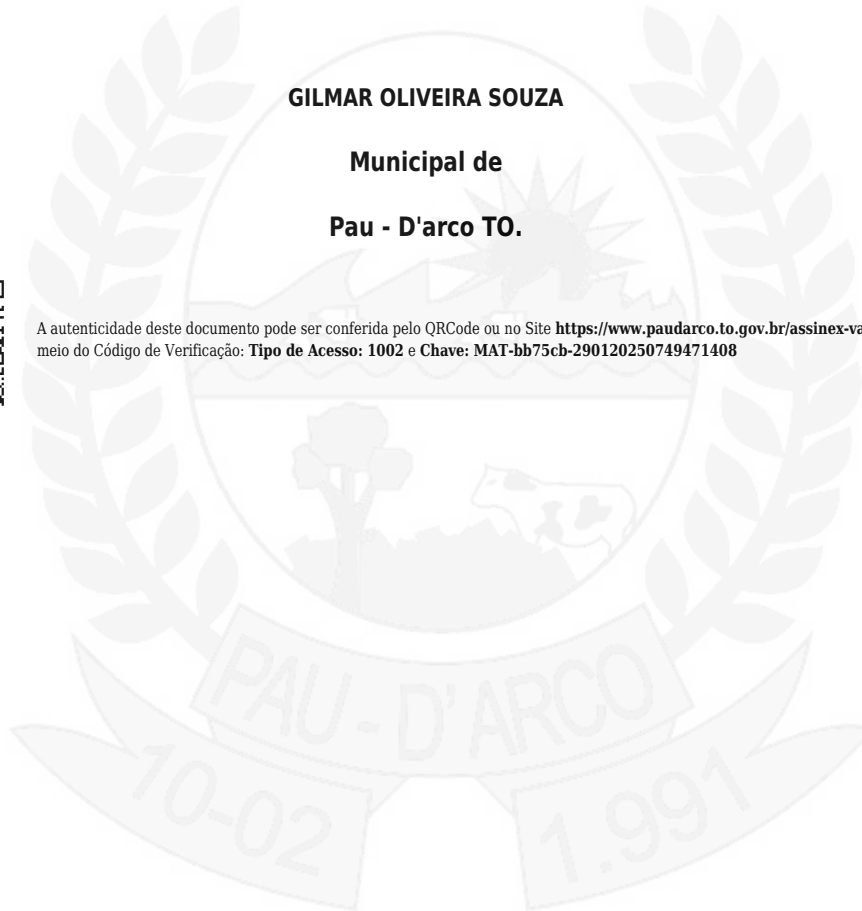 GILMAR OLIVEIRA SOUZA
Municipal de
Pau - D'arco TO.
A autenticidade deste documento pode ser conferida pelo QRCode ou no Site https://www.paudarco.to.gov.br/assinex-va
meio do Código de Verificação: Tipo de Acesso: 1002 e Chave: MAT-bb75cb-290120250749471408
PAU - D'ARCO
10-02
1.991